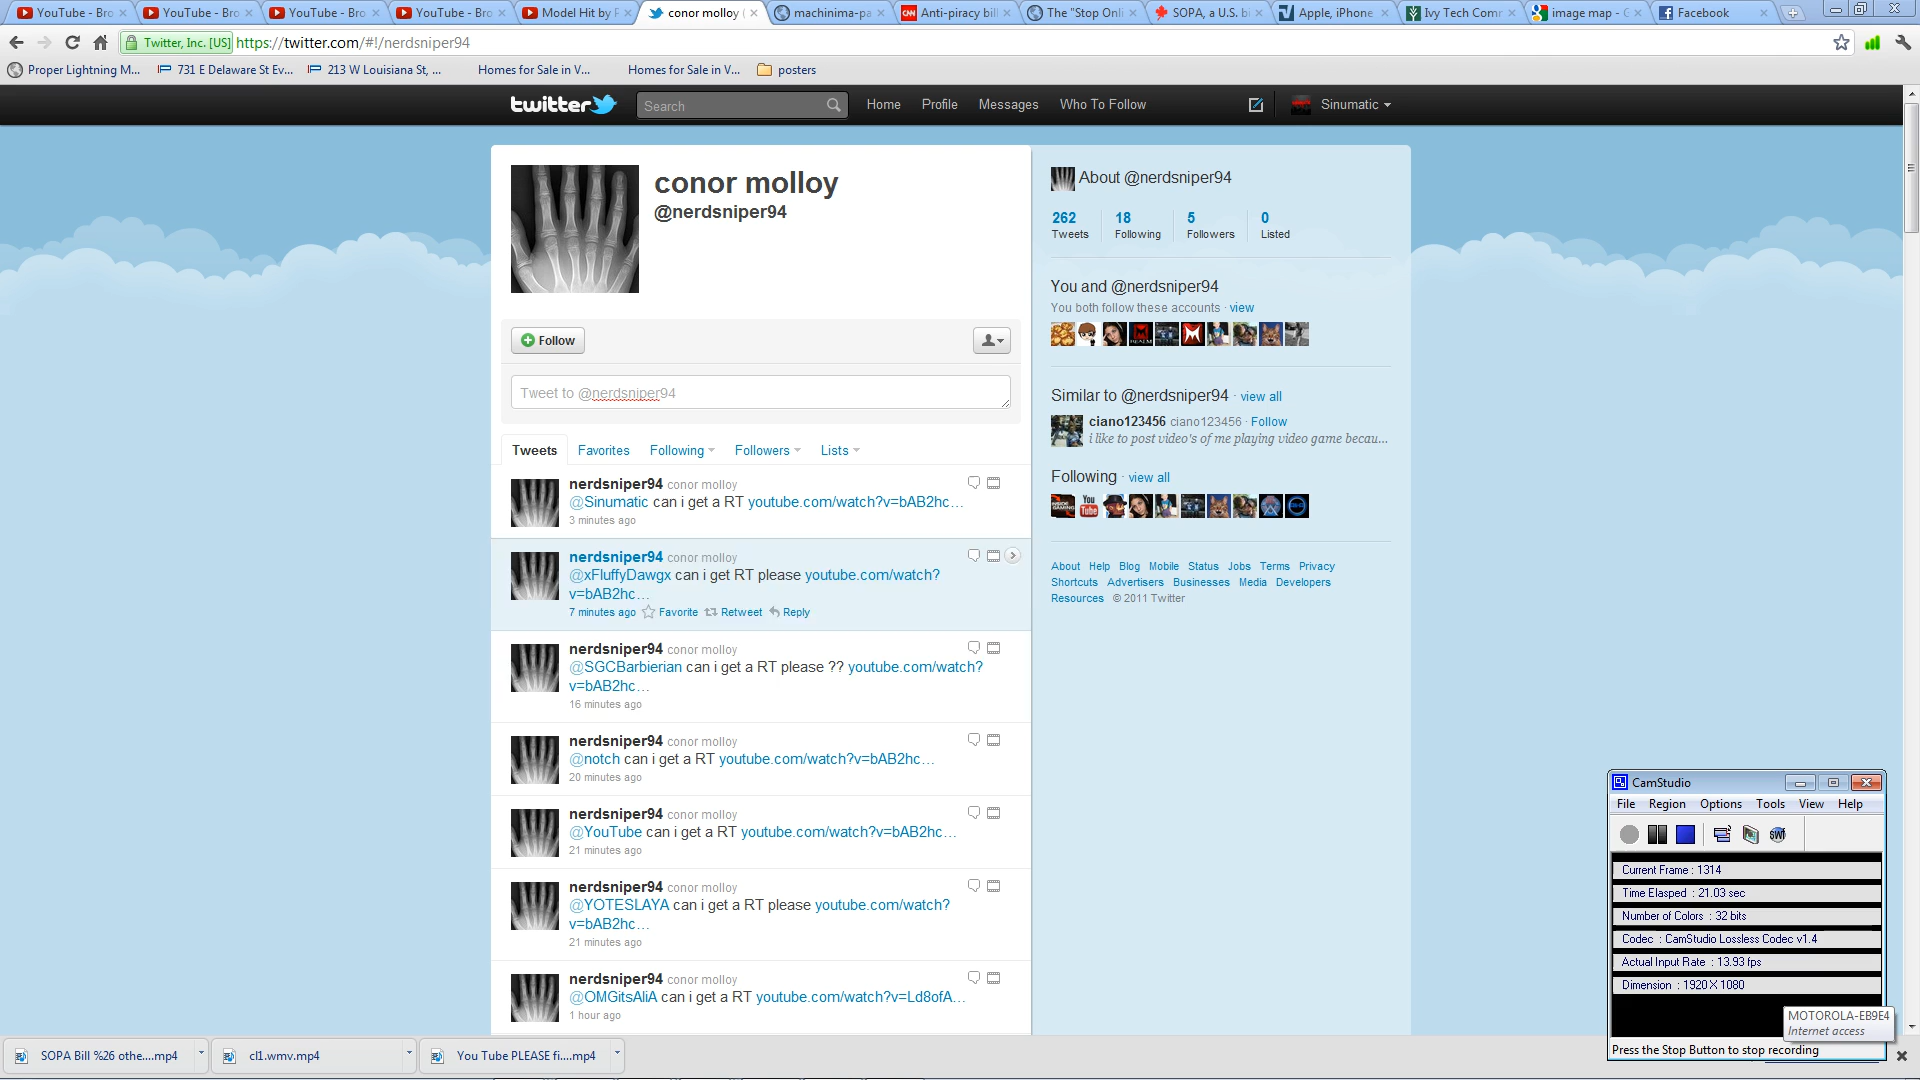 YouTube - Bro
YouTube - Bro
YouTube - Bro
YouTube - Bro
Model Hit by F
conor molloy (
machinima-pa
Anti-piracy bill
The "Stop Onli
SOPA, a U.S. bi
Apple, iPhone
Ivy Tech Comr
image map - G
Facebook
Twitter, Inc. [US] https://twitter.com/#!/nerdsniper94
Proper Lightning M...
731 E Delaware St Ev...
213 W Louisiana St, ...
Homes for Sale in V...
Homes for Sale in V...
posters
twitter
Search
Home
Profile
Messages
Who To Follow
Sinumatic
conor molloy
@nerdsniper94
Follow
Tweet to @nerdsniper94
Tweets
Favorites
Following
Followers
Lists
nerdsniper94 conor molloy
@Sinumatic can i get a RT youtube.com/watch?v=bAB2hc...
3 minutes ago
nerdsniper94 conor molloy
@xFluffyDawgx can i get RT please youtube.com/watch?
v=bAB2hc...
7 minutes ago Favorite Retweet Reply
nerdsniper94 conor molloy
@SGCBarbierian can i get a RT please ?? youtube.com/watch?
v=bAB2hc...
16 minutes ago
nerdsniper94 conor molloy
@notch can i get a RT youtube.com/watch?v=bAB2hc...
20 minutes ago
nerdsniper94 conor molloy
@YouTube can i get a RT youtube.com/watch?v=bAB2hc...
21 minutes ago
nerdsniper94 conor molloy
@YOTESLAYA can i get a RT please youtube.com/watch?
v=bAB2hc...
21 minutes ago
nerdsniper94 conor molloy
@OMGitsAliA can i get a RT youtube.com/watch?v=Ld8ofA...
1 hour ago
About @nerdsniper94
262 18 5 0
Tweets Following Followers Listed
You and @nerdsniper94
You both follow these accounts · view
Similar to @nerdsniper94 · view all
ciano123456 ciano123456 · Follow
i like to post video's of me playing video game becau...
Following · view all
About Help Blog Mobile Status Jobs Terms Privacy
Shortcuts Advertisers Businesses Media Developers
Resources © 2011 Twitter
CamStudio
File Region Options Tools View Help
Current Frame : 1314
Time Elasped : 21.03 sec
Number of Colors : 32 bits
Codec : CamStudio Lossless Codec v1.4
Actual Input Rate : 13.93 fps
Dimension : 1920 X 1080
MOTOROLA-EB9E4
Internet access
Press the Stop Button to stop recording
SOPA Bill %26 othe....mp4
cl1.wmv.mp4
You Tube PLEASE fi....mp4